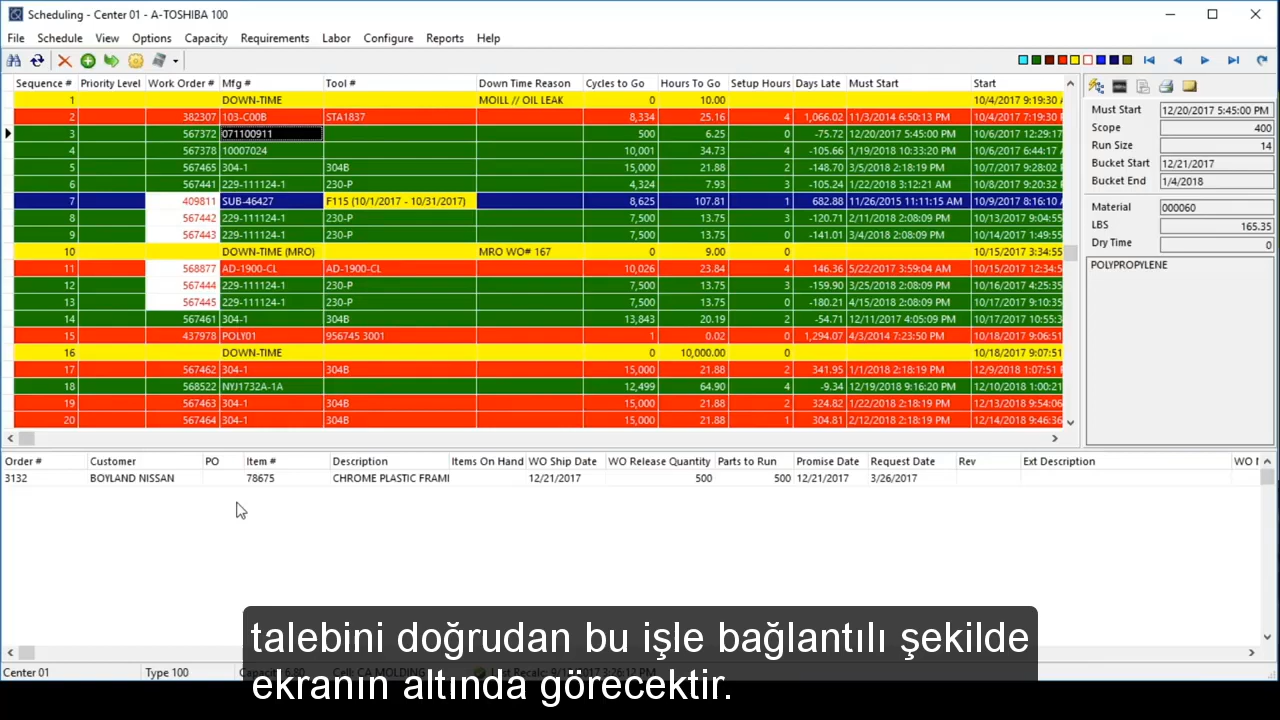 Scheduling - Center 01 - A-TOSHIBA 100
File Schedule View Options Capacity Requirements Labor Configure Reports Help
Sequence # Priority Level Work Order # Mfg # Tool # Down Time Reason Cycles to Go Hours To Go Setup Hours Days Late Must Start Start
1 DOWN-TIME MOILL // OIL LEAK 0 10.00 10/4/2017 9:19:30
2 382307 103-C00B STA1837 8,334 25.16 4 1,066.02 11/3/2014 6:50:13 PM 10/4/2017 7:19:30
3 567372 071100911 500 6.25 0 -75.72 12/20/2017 5:45:00 PM 10/6/2017 12:29:17
4 567378 10007024 10,001 34.73 4 -105.66 1/19/2018 10:33:20 PM 10/6/2017 6:44:17
5 567465 304-1 304B 15,000 21.88 2 -148.70 3/5/2018 2:18:19 PM 10/7/2017 9:28:02
6 567441 229-111124-1 230-P 4,324 7.93 3 -105.24 1/22/2018 3:12:21 AM 10/8/2017 9:20:32
7 409811 SUB-46427 F115 (10/1/2017 - 10/31/2017) 8,625 107.81 1 682.88 11/26/2015 11:11:15 AM 10/9/2017 8:16:10
8 567442 229-111124-1 230-P 7,500 13.75 3 -120.71 2/11/2018 2:08:09 PM 10/13/2017 9:04:55
9 567443 229-111124-1 230-P 7,500 13.75 2 -141.01 3/4/2018 2:08:09 PM 10/14/2017 1:49:55
10 DOWN-TIME (MRO) MRO WO# 167 0 9.00 0 10/15/2017 3:34:55
11 568877 AD-1900-CL AD-1900-CL 10,026 23.84 4 146.36 5/22/2017 3:59:04 AM 10/15/2017 12:34:5
12 567444 229-111124-1 230-P 7,500 13.75 3 -159.90 3/25/2018 2:08:09 PM 10/16/2017 4:25:35
13 567445 229-111124-1 230-P 7,500 13.75 2 -180.21 4/15/2018 2:08:09 PM 10/17/2017 9:10:35
14 567461 304-1 304B 13,843 20.19 2 -54.71 12/11/2017 4:05:09 PM 10/17/2017 10:55:3
15 437978 POLY01 956745 3001 1 0.02 0 1,294.07 4/3/2014 7:23:50 PM 10/18/2017 9:06:51
16 DOWN-TIME 0 10,000.00 0 10/18/2017 9:07:51
17 567462 304-1 304B 15,000 21.88 2 341.95 1/1/2018 2:18:19 PM 12/9/2018 1:07:51
18 568522 NYJ1732A-1A 12,499 64.90 4 -9.34 12/19/2018 9:16:20 PM 12/10/2018 1:00:21
19 567463 304-1 304B 15,000 21.88 2 324.82 1/22/2018 2:18:19 PM 12/13/2018 9:54:06
20 567464 304-1 304B 15,000 21.88 1 304.81 2/12/2018 2:18:19 PM 12/14/2018 9:46:36
Must Start 12/20/2017 5:45:00 PM
Scope 400
Run Size 14
Bucket Start 12/21/2017
Bucket End 1/4/2018
Material 000060
LBS 165.35
Dry Time 0
POLYPROPYLENE
Order # Customer PO Item # Description Items On Hand WO Ship Date WO Release Quantity Parts to Run Promise Date Request Date Rev Ext Description WO
3132 BOYLAND NISSAN 78675 CHROME PLASTIC FRAMI 12/21/2017 500 500 12/21/2017 3/26/2017
talebini doğrudan bu işle bağlantılı şekilde
ekranın altında görecektir.
Center 01 Type 100